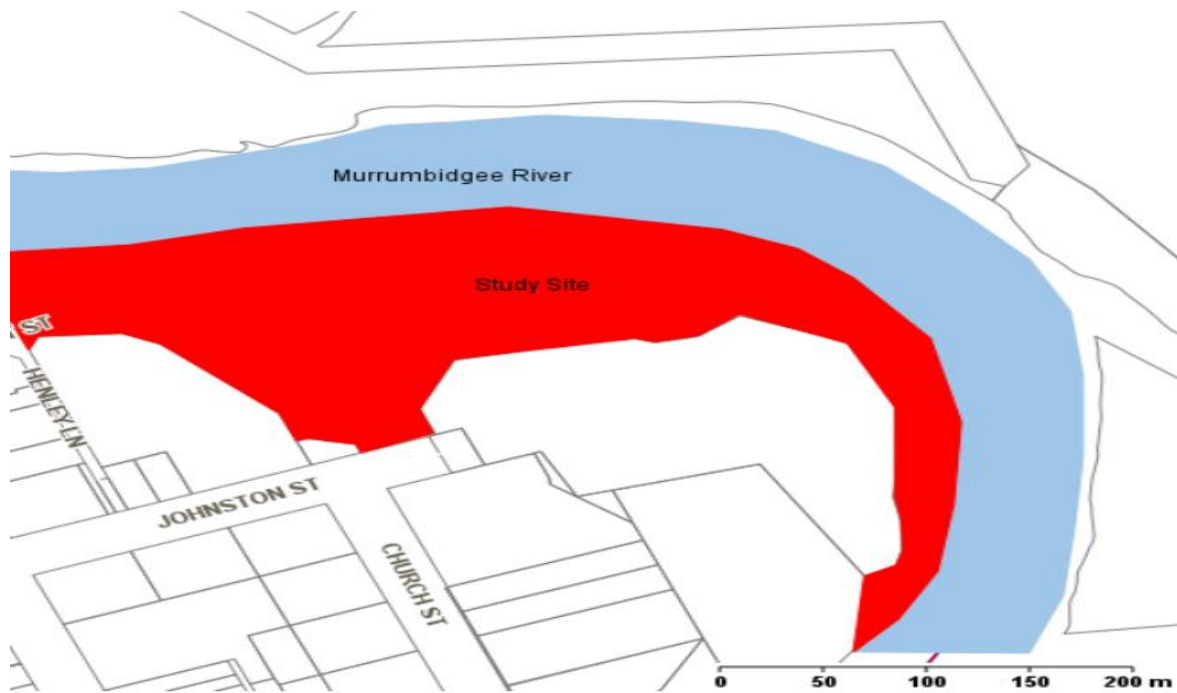 Murrumbidgee River
Study Site
ST
HENLEY LN
JOHNSTON ST
CHURCH ST
0 50 100 150 200 m